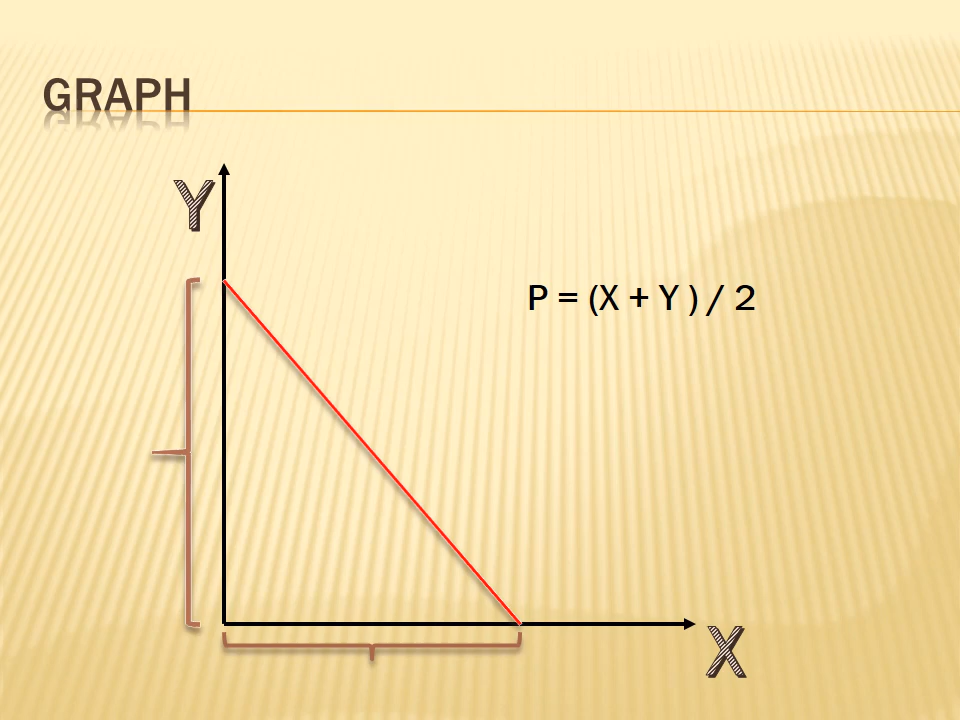 GRAPH
Y
P = (X + Y ) / 2
X